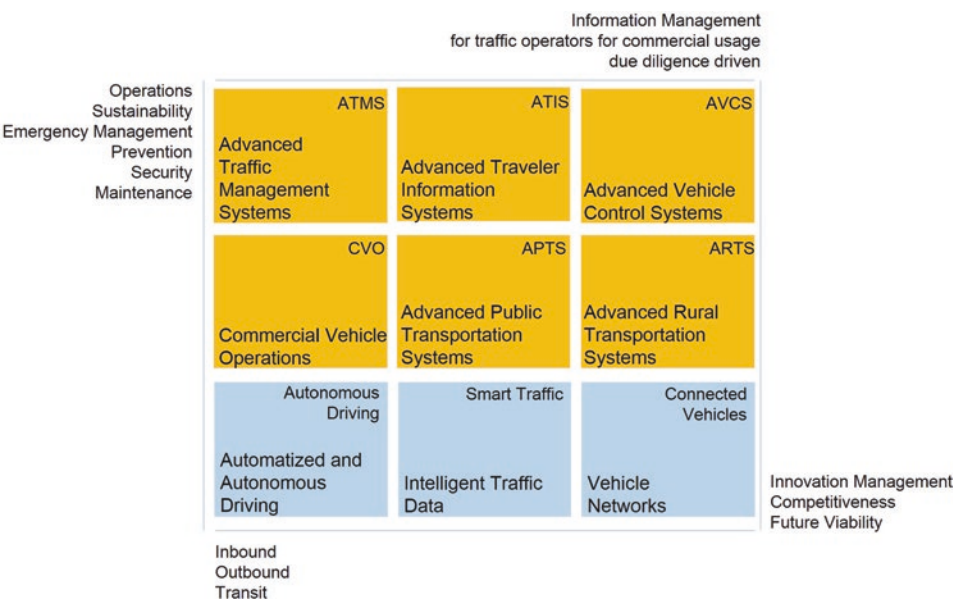 Information Management
for traffic operators for commercial usage
due diligence driven
Operations
Sustainability
Emergency Management
Prevention
Security
Maintenance
ATMS
Advanced
Traffic
Management
Systems
ATIS
Advanced Traveler
Information
Systems
AVCS
Advanced Vehicle
Control Systems
CVO
Commercial Vehicle
Operations
APTS
Advanced Public
Transportation
Systems
ARTS
Advanced Rural
Transportation
Systems
Autonomous
Driving
Automatized and
Autonomous
Driving
Smart Traffic
Intelligent Traffic
Data
Connected
Vehicles
Vehicle
Networks
Innovation Management
Competitiveness
Future Viability
Inbound
Outbound
Transit